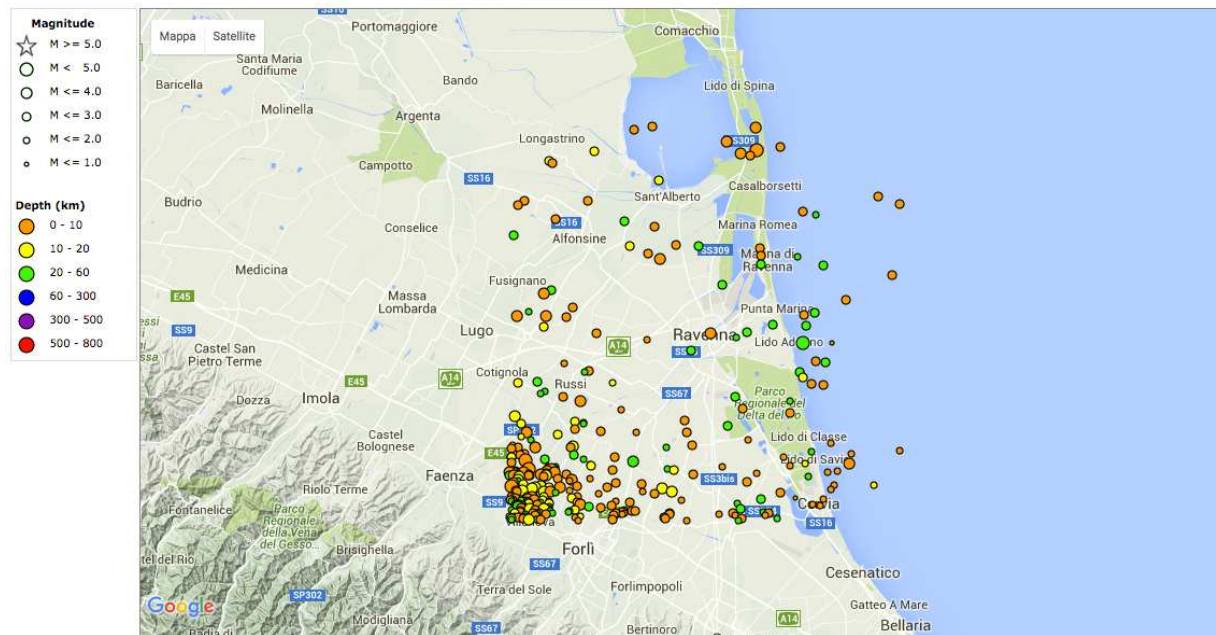 Magnitude
M >= 5.0
M < 5.0
M <= 4.0
M <= 3.0
M <= 2.0
M <= 1.0
Depth (km)
0 - 10
10 - 20
20 - 60
60 - 300
300 - 500
500 - 800
Mappa Satellite
SS16
Portomaggiore
Comacchio
Santa Maria
Codifiume
Baricella
Bando
Lido di Spina
Molinella
Argenta
Longastrino
SS309
Campotto
SS16
Casalborsetti
Sant'Alberto
Budrio
SS16
Conselice
Alfonsine
Marina Romea
SS309
Marina di
Ravenna
Medicina
Fusignano
E45
Massa
Lombarda
Punta Marina
SS9
Lugo
Ravenna
Lido Adriano
A14
Castel San
Pietro Terme
Cotignola
A14
E45
Russi
SS67
Parco
Regionale del
Delta del Po
Dozza
Imola
Castel
Bolognese
Lido di Classe
E45
Lido di Savio
Faenza
SS3bis
Riolo Terme
SS9
Cervia
Fontanelice
Parco
Regionale
della Vena
del Gesso...
SS16
Villanova
Brisighella
Forlì
tel del Rio
SS67
Cesenatico
Terra del Sole
Forlimpopoli
SP302
Google
Modigliana
Gatteo A Mare
A14
SS67
Bertinoro
Bellaria